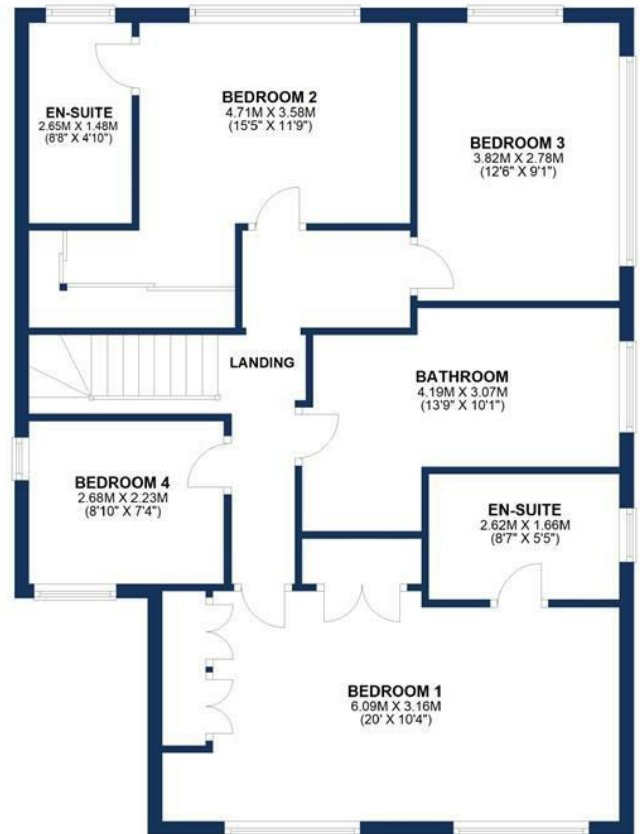 EN-SUITE
2.65M X 1.48M
(8'8" X 4'10")
BEDROOM 2
4.71M X 3.58M
(15'5" X 11'9")
BEDROOM 3
3.82M X 2.78M
(12'6" X 9'1")
LANDING
BATHROOM
4.19M X 3.07M
(13'9" X 10'1")
BEDROOM 4
2.68M X 2.23M
(8'10" X 7'4")
EN-SUITE
2.62M X 1.66M
(8'7" X 5'5")
BEDROOM 1
6.09M X 3.16M
(20' X 10'4")